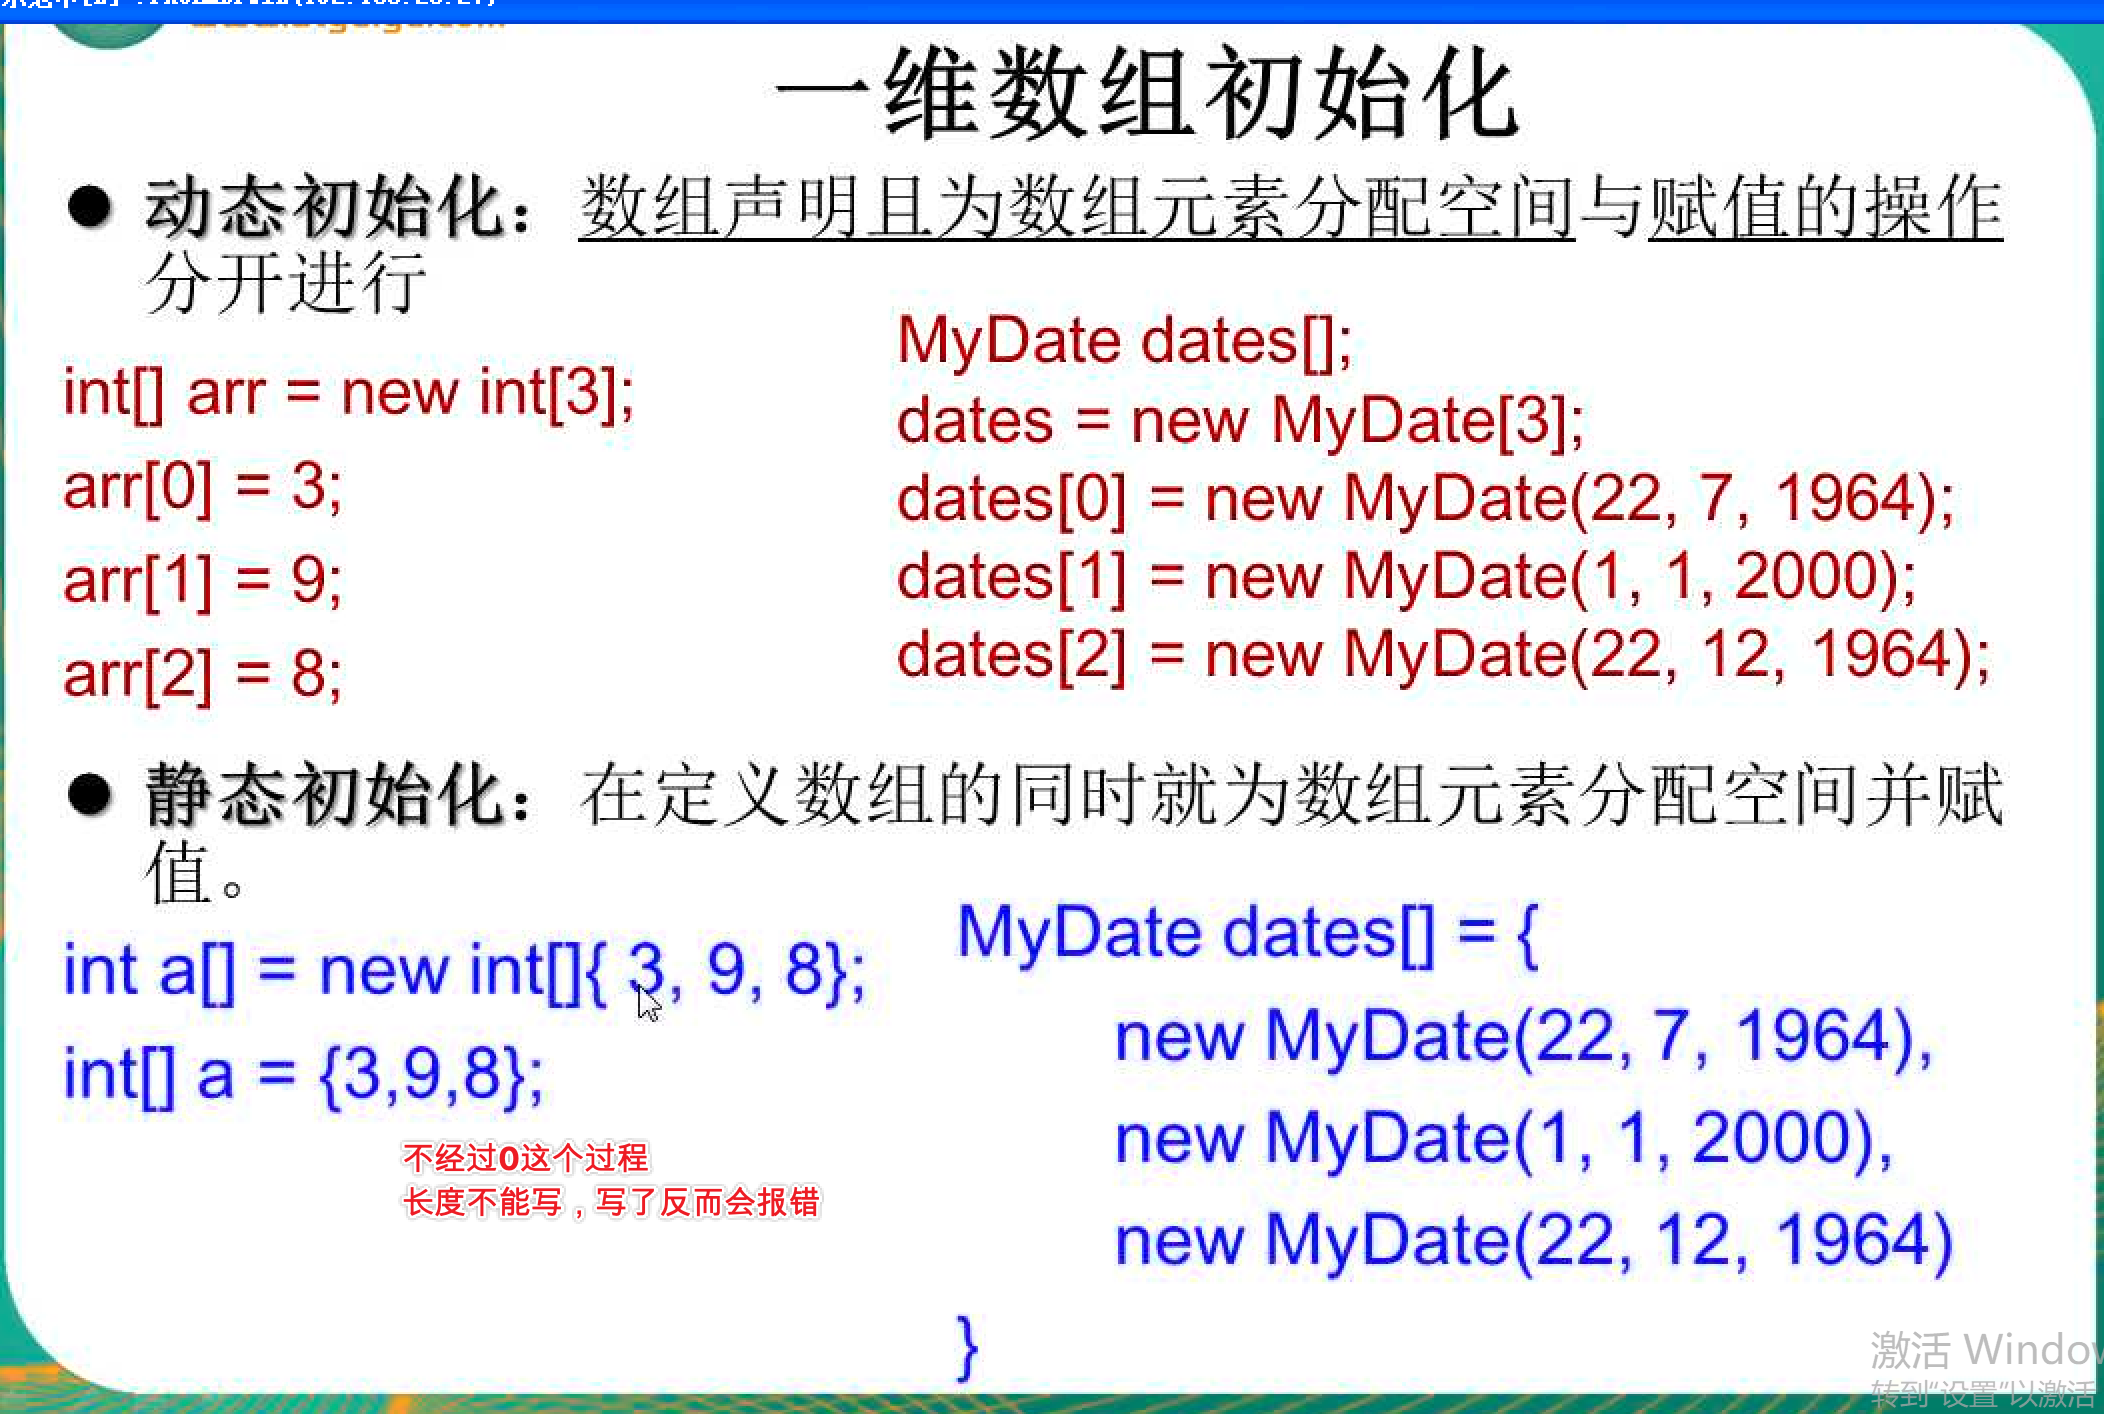 一维数组初始化
● 动态初始化：数组声明且为数组元素分配空间与赋值的操作
分开进行
int[] arr = new int[3];
arr[0] = 3;
arr[1] = 9;
arr[2] = 8;
MyDate dates[];
dates = new MyDate[3];
dates[0] = new MyDate(22, 7, 1964);
dates[1] = new MyDate(1, 1, 2000);
dates[2] = new MyDate(22, 12, 1964);
● 静态初始化：在定义数组的同时就为数组元素分配空间并赋
值。
int a[] = new int[]{ 3, 9, 8};
int[] a = {3,9,8};
不经过0这个过程
长度不能写，写了反而会报错
MyDate dates[] = {
new MyDate(22, 7, 1964),
new MyDate(1, 1, 2000),
new MyDate(22, 12, 1964)
}
激活 Window
转到“设置”以激活